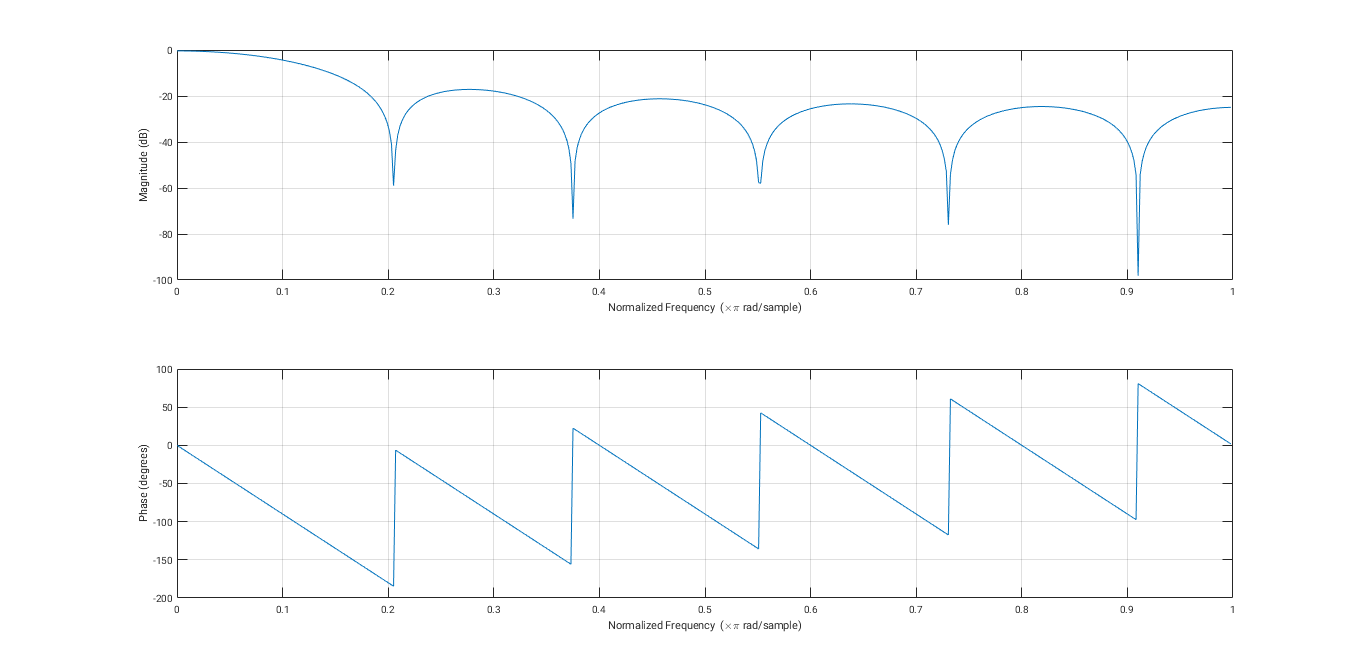 0
-20
-40
-60
-80
-100
Magnitude (dB)
0 0.1 0.2 0.3 0.4 0.5 0.6 0.7 0.8 0.9 1
Normalized Frequency (×π rad/sample)
100
50
0
-50
-100
-150
-200
Phase (degrees)
0 0.1 0.2 0.3 0.4 0.5 0.6 0.7 0.8 0.9 1
Normalized Frequency (×π rad/sample)